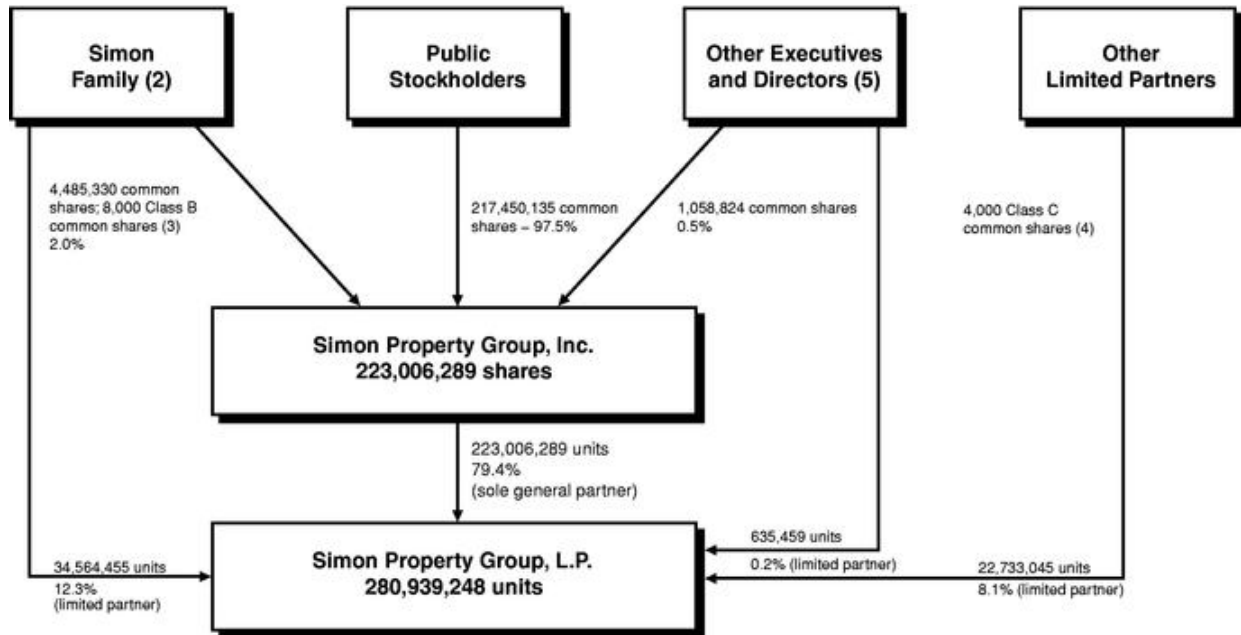 Simon
Family (2)
Public
Stockholders
Other Executives
and Directors (5)
Other
Limited Partners
4,485,330 common
shares; 8,000 Class B
common shares (3)
2.0%
217,450,135 common
shares – 97.5%
1,058,824 common shares
0.5%
4,000 Class C
common shares (4)
Simon Property Group, Inc.
223,006,289 shares
223,006,289 units
79.4%
(sole general partner)
34,564,455 units
12.3%
(limited partner)
Simon Property Group, L.P.
280,939,248 units
635,459 units
0.2% (limited partner)
22,733,045 units
8.1% (limited partner)